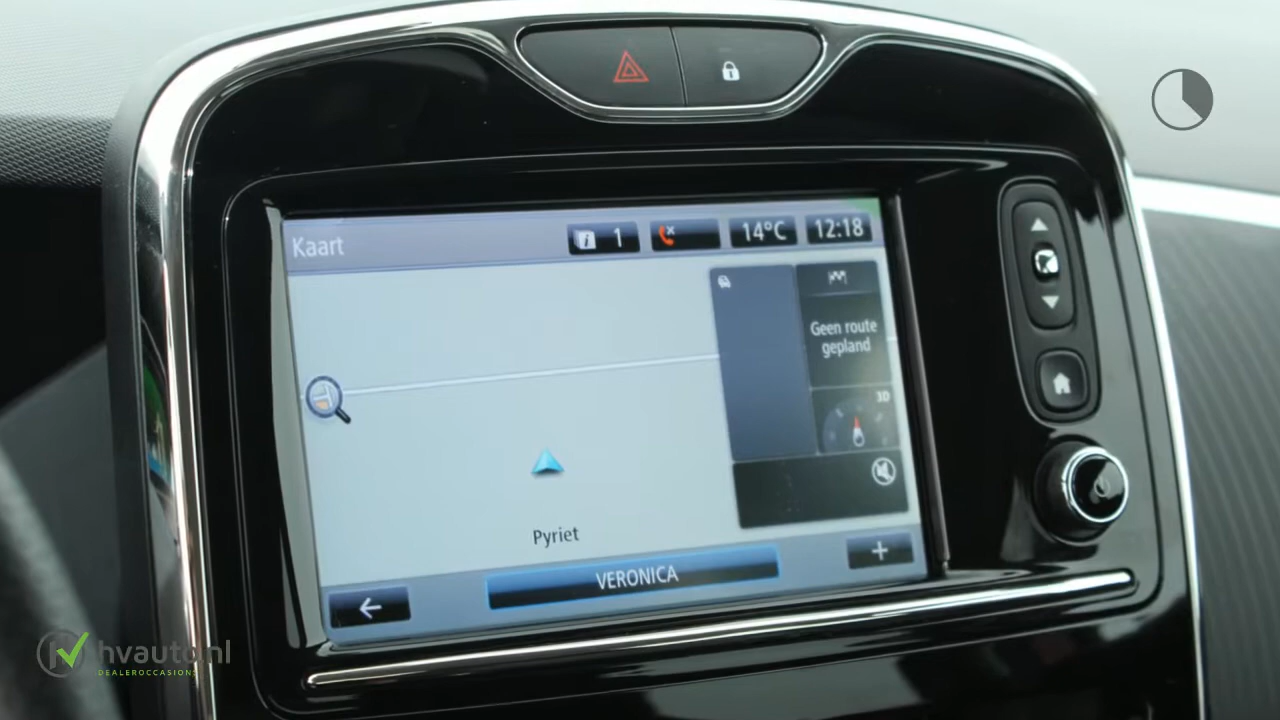 Kaart
1
14°C
12:18
Geen route
gepland
3D
Pyriet
VERONICA
hvauto.nl
DEALEROCCASIONS